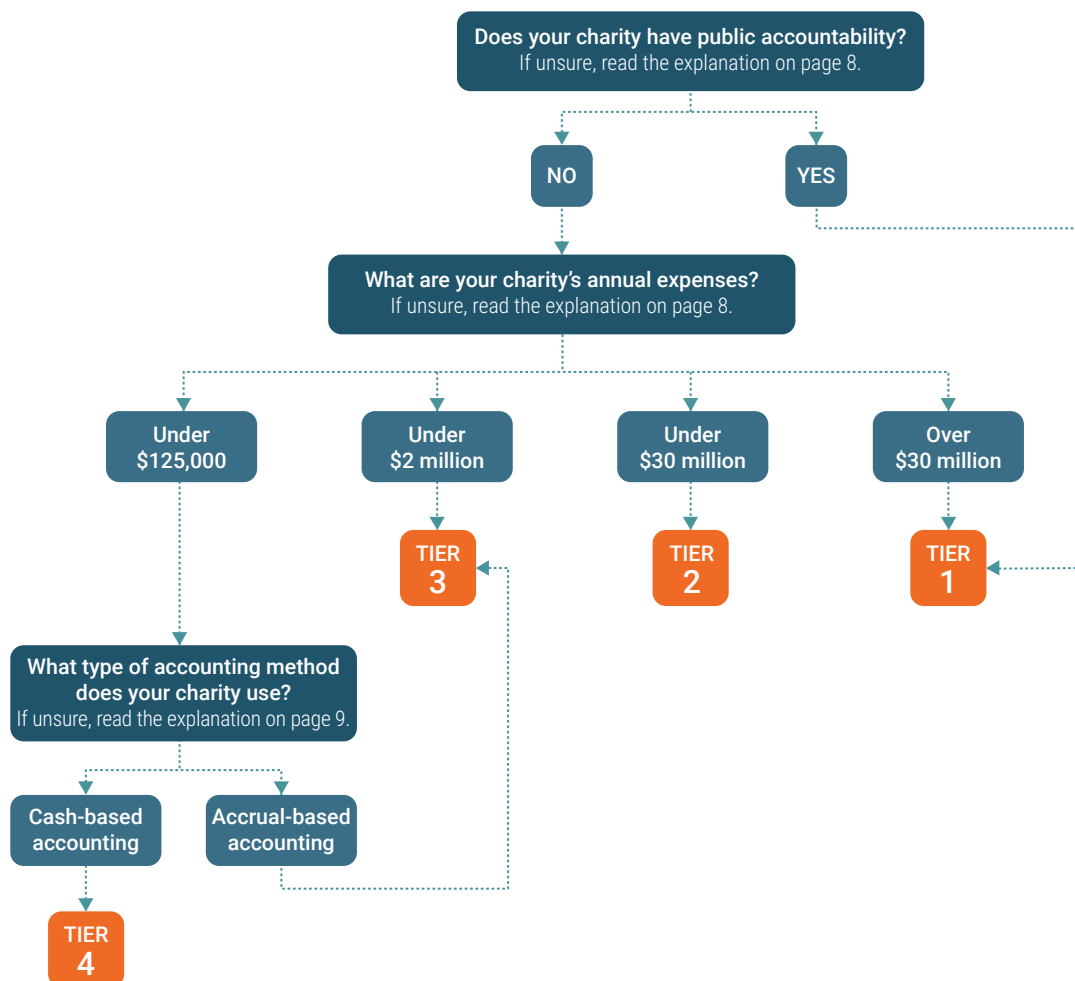 Does your charity have public accountability?
If unsure, read the explanation on page 8.
NO
YES
What are your charity’s annual expenses?
If unsure, read the explanation on page 8.
Under
$125,000
Under
$2 million
Under
$30 million
Over
$30 million
TIER
3
TIER
2
TIER
1
What type of accounting method
does your charity use?
If unsure, read the explanation on page 9.
Cash-based
accounting
Accrual-based
accounting
TIER
4